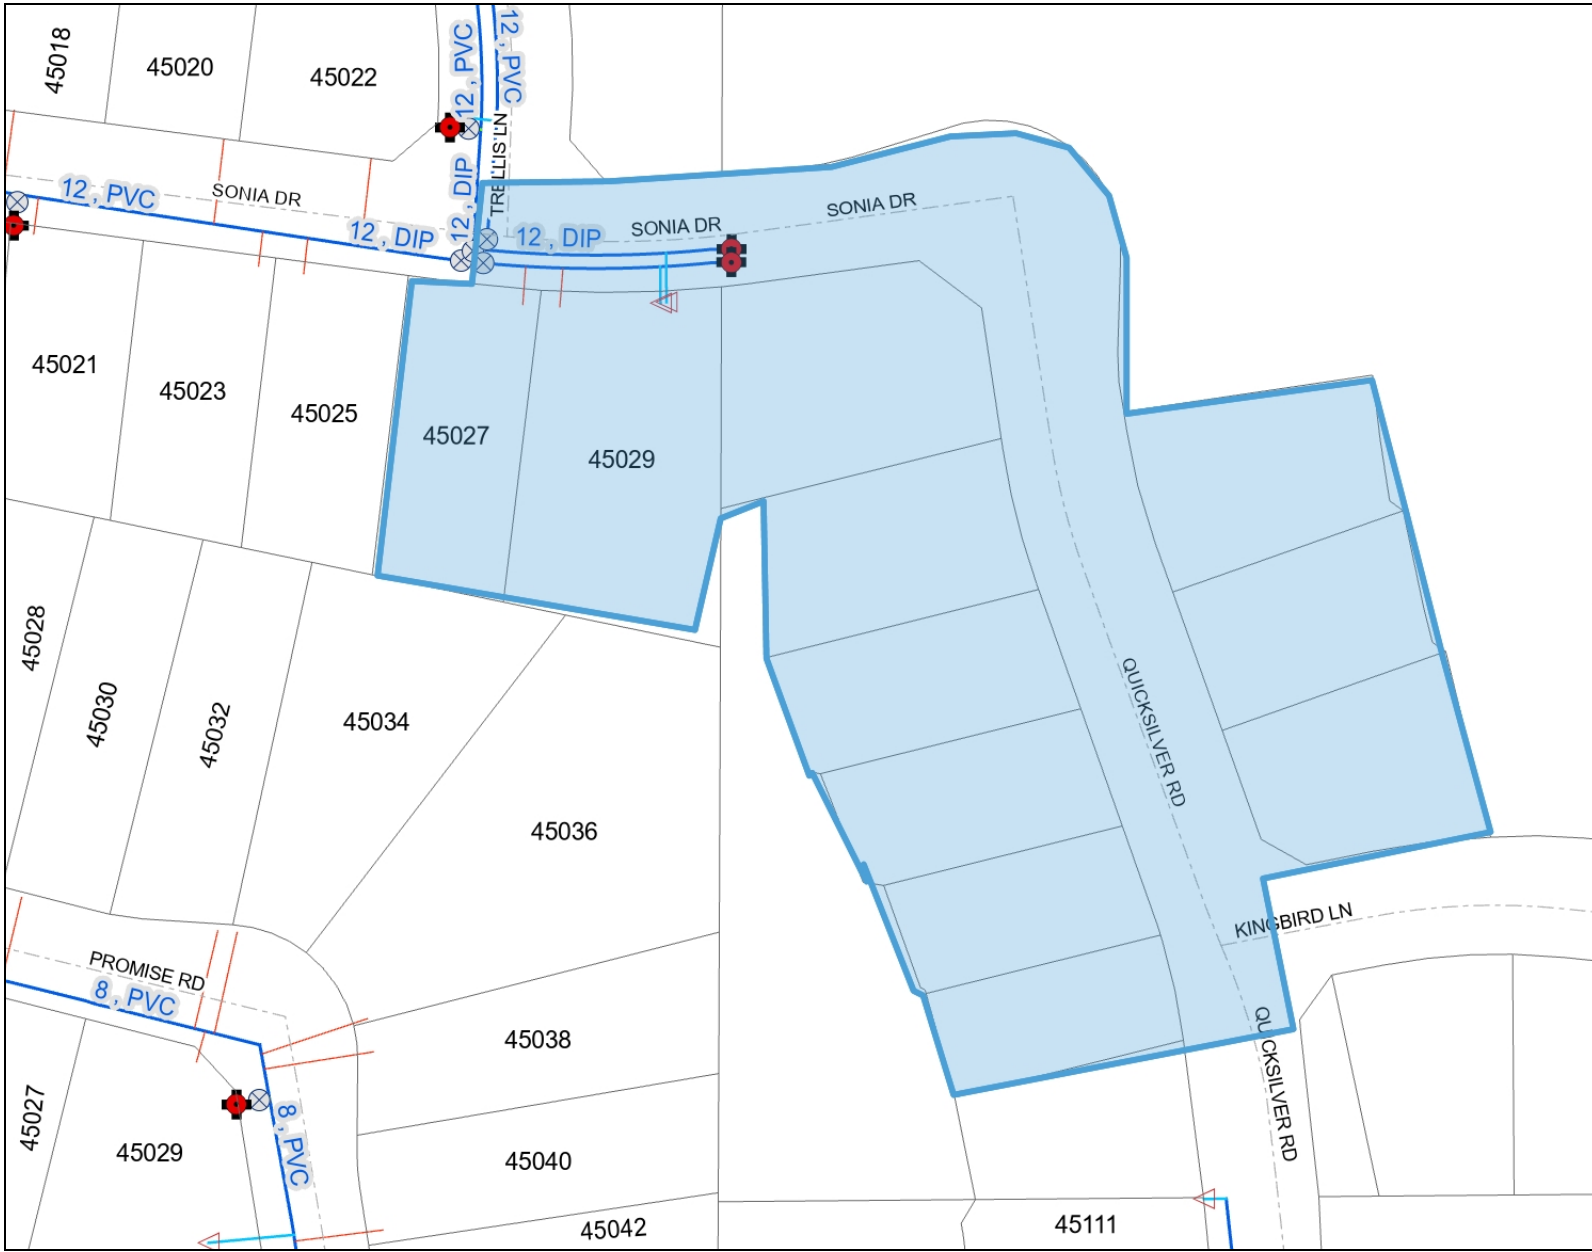 45018
45020
45022
12 , PVC
12 , PVC
TRELLIS LN
12 , DIP
12 , PVC
SONIA DR
12 , DIP
12 , DIP
SONIA DR
SONIA DR
45021
45023
45025
45027
45029
45028
45030
45032
45034
45036
QUICKSILVER RD
KINGBIRD LN
PROMISE RD
8 , PVC
45038
QUICKSILVER RD
45027
45029
8 , PVC
45040
45042
45111